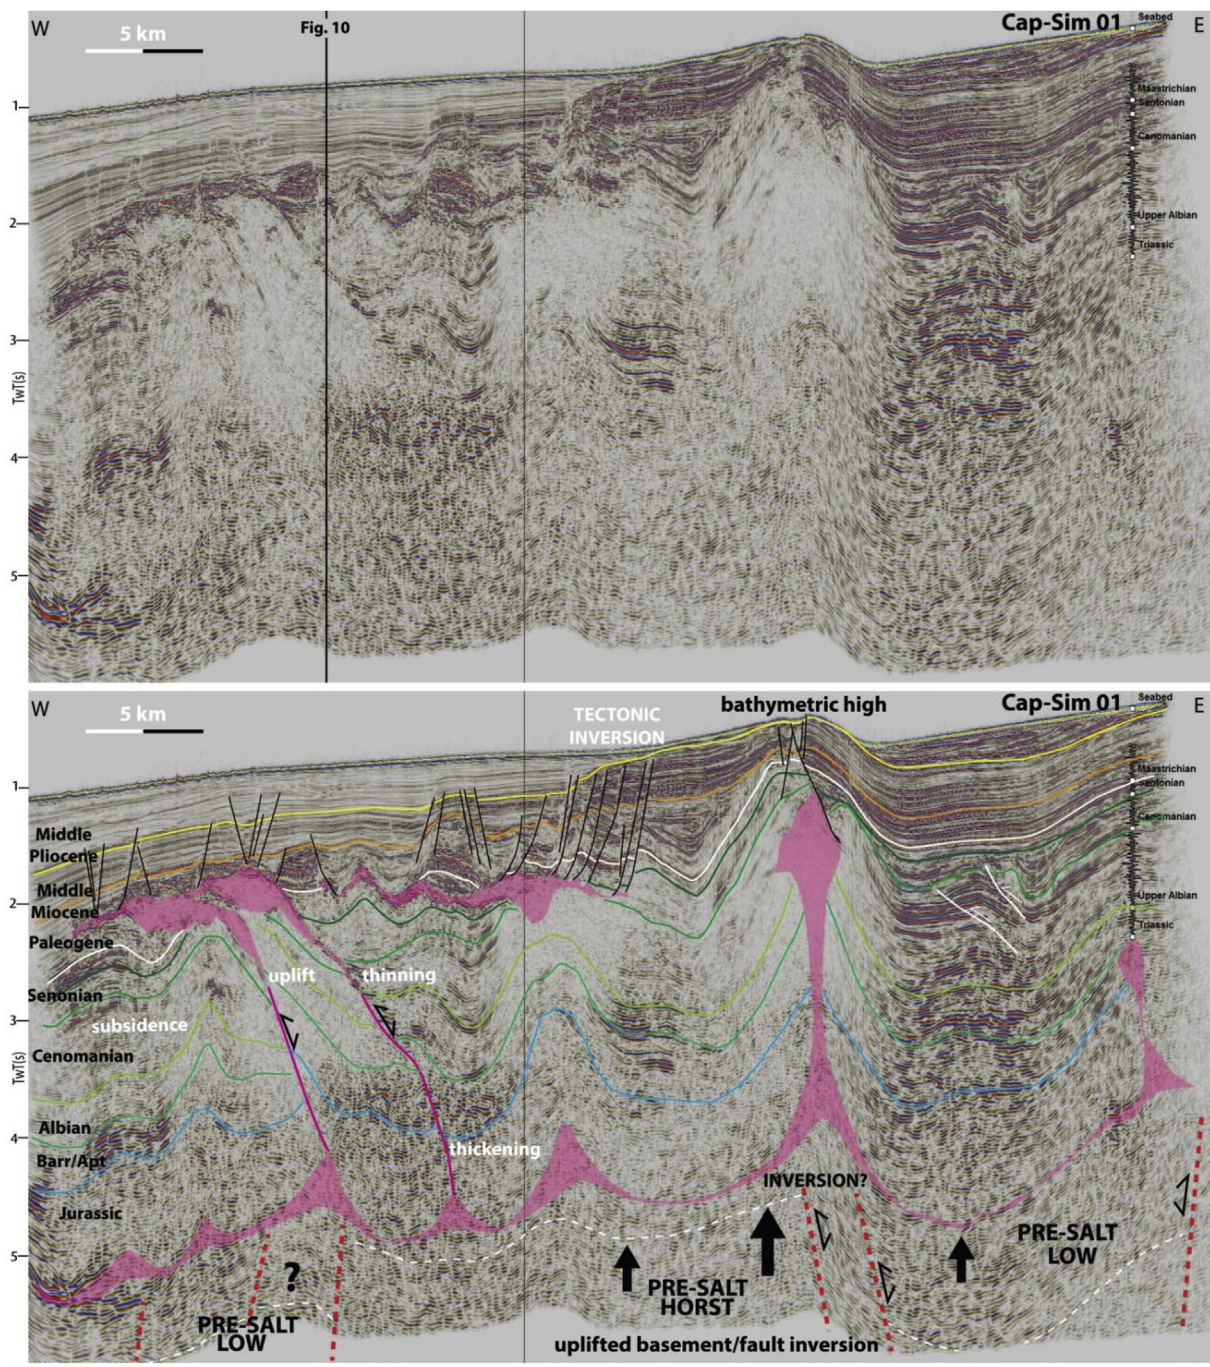 W
5 km
Fig. 10
Cap-Sim 01
Seabed
E
Maastrichian
Santonian
Cenomanian
Upper Albian
Triassic
1
2
3
TwT(s)
4
5
W
5 km
TECTONIC
INVERSION
bathymetric high
Cap-Sim 01
Seabed
E
Maastrichian
Santonian
Cenomanian
Upper Albian
Triassic
1
Middle
Pliocene
Middle
Miocene
2
Paleogene
Senonian
uplift
thinning
subsidence
3
Cenomanian
TwT(s)
Albian
4
thickening
Barr/Apt
Jurassic
INVERSION?
5
?
PRE-SALT
LOW
PRE-SALT
HORST
PRE-SALT
LOW
uplifted basement/fault inversion